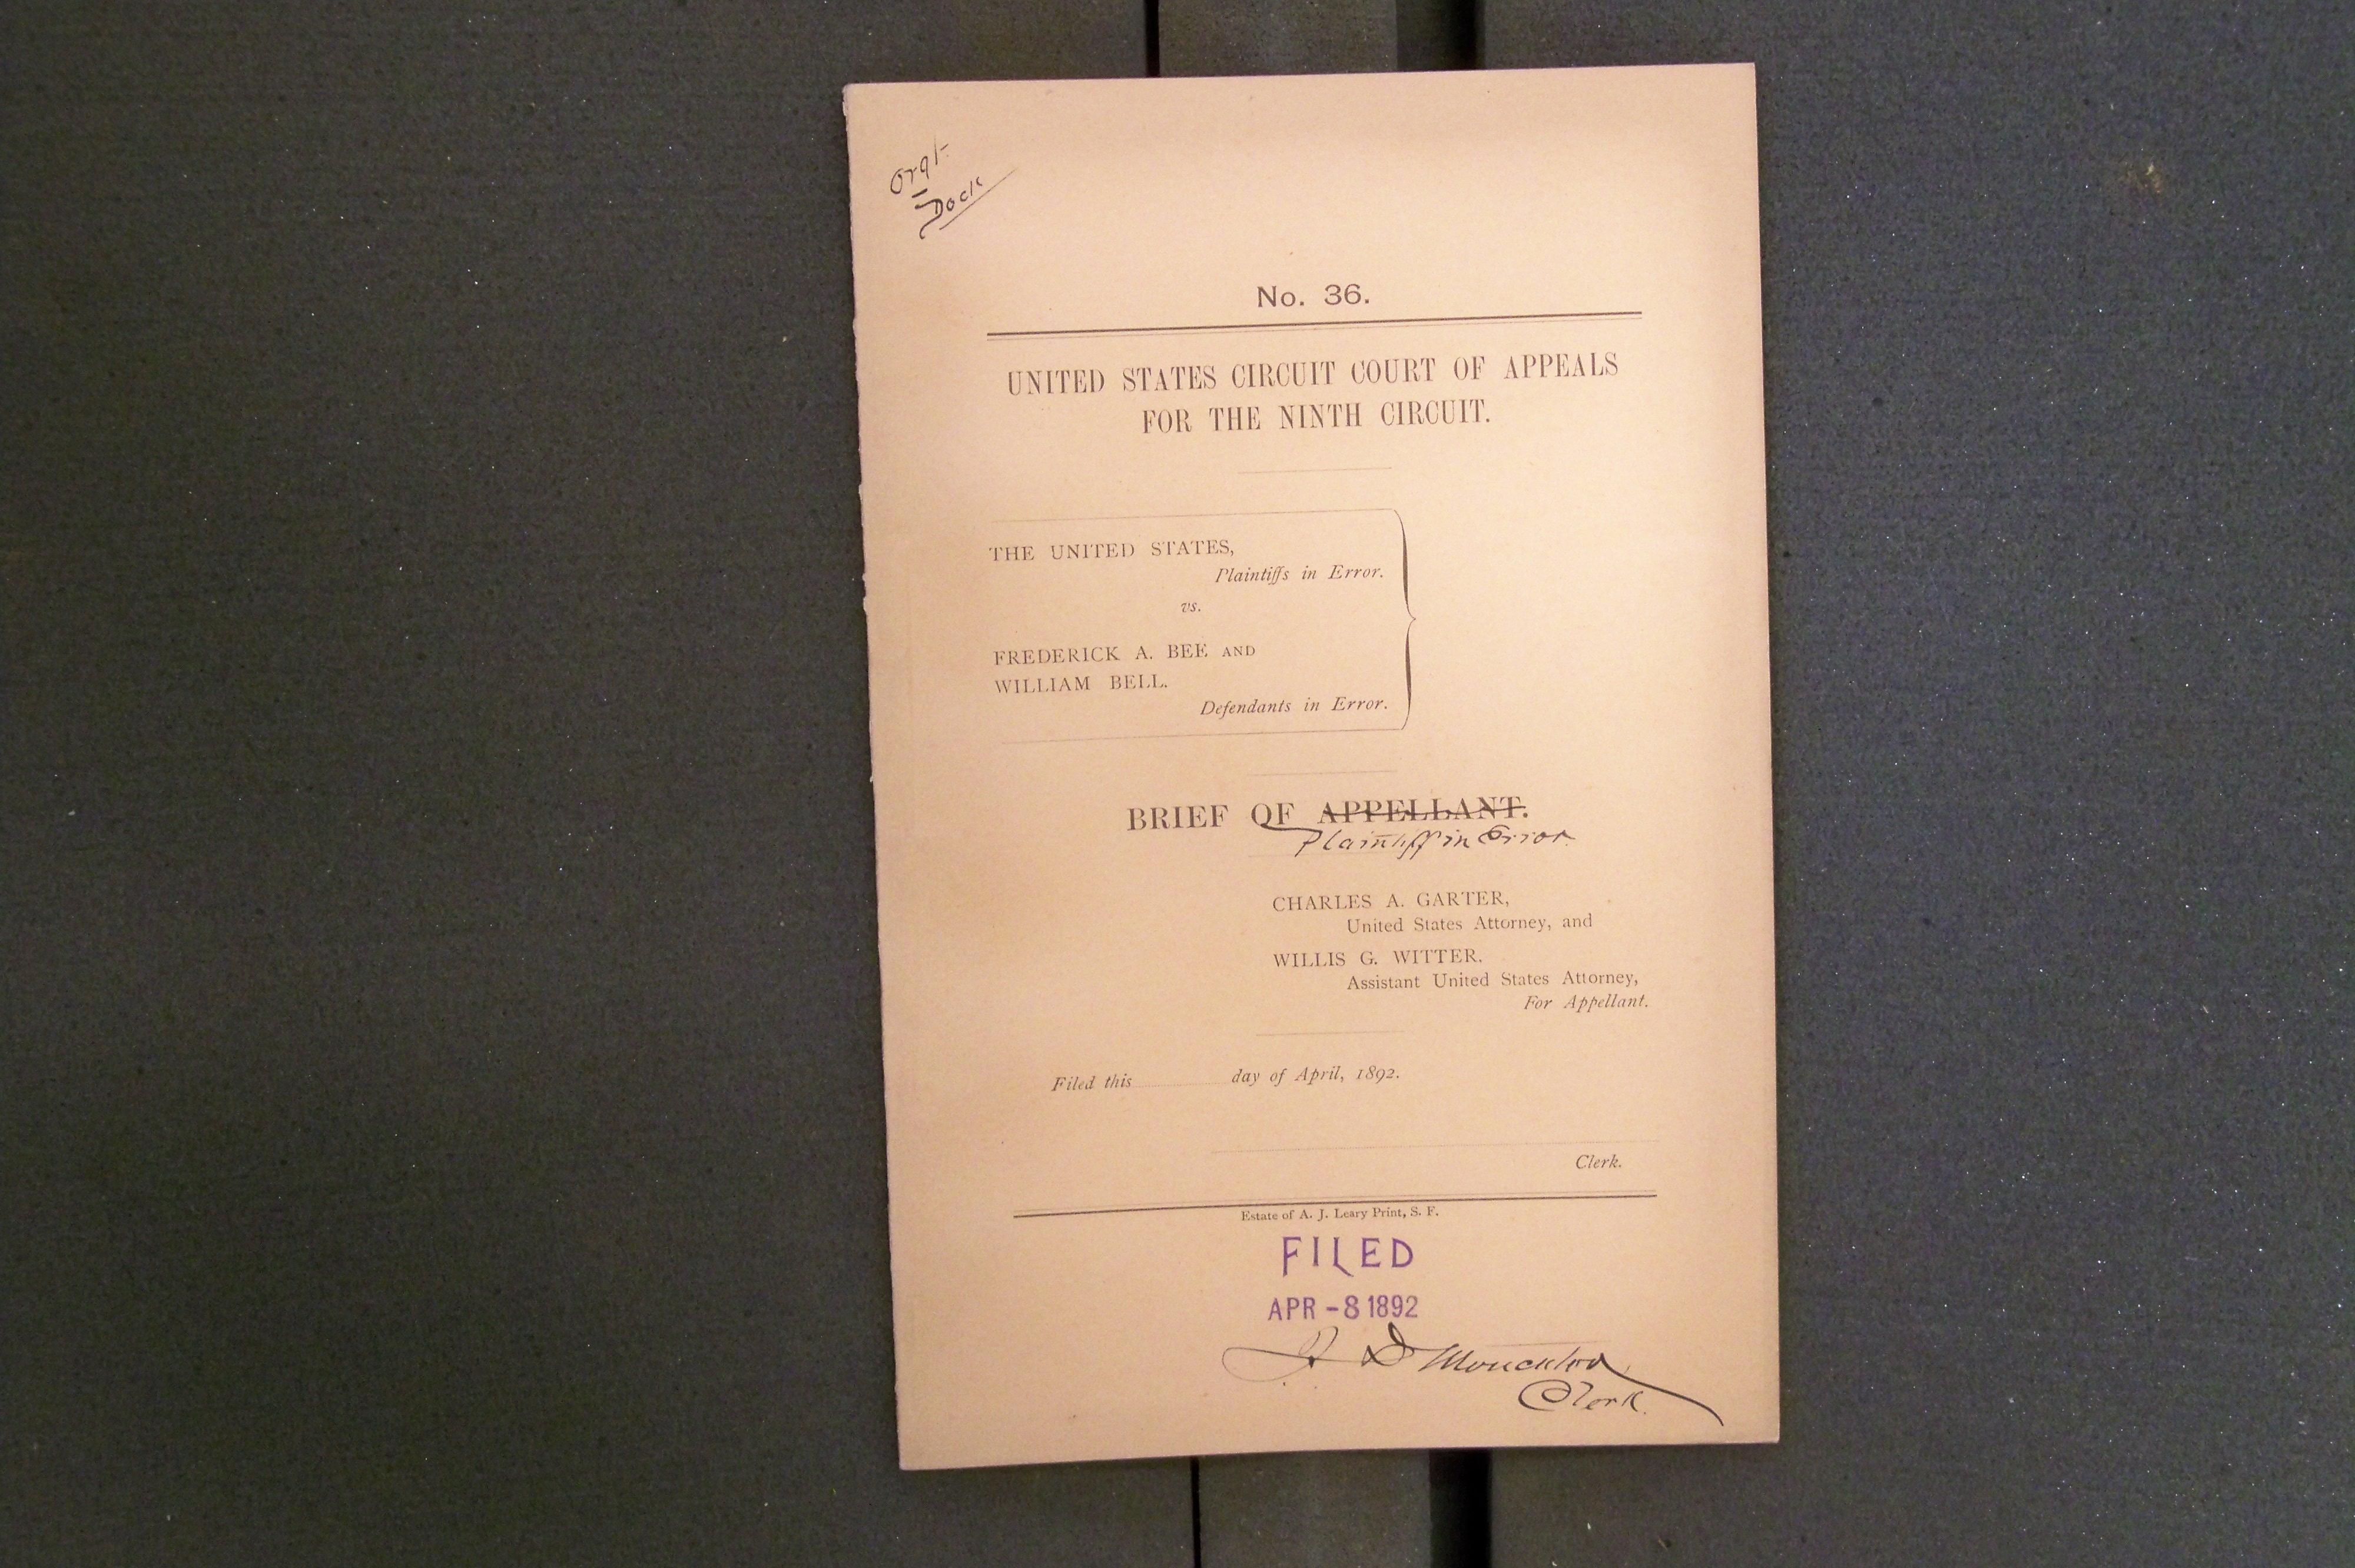 Orgl
Dock
No. 36.
UNITED STATES CIRCUIT COURT OF APPEALS
FOR THE NINTH CIRCUIT.
THE UNITED STATES,
Plaintiffs in Error.
vs.
FREDERICK A. BEE AND
WILLIAM BELL.
Defendants in Error.
BRIEF OF APPELLANT.
Plaintiff in Error.
CHARLES A. GARTER,
United States Attorney, and
WILLIS G. WITTER,
Assistant United States Attorney,
For Appellant.
Filed this day of April, 1892.
Clerk.
Estate of A. J. Leary Print, S. F.
FILED
APR -8 1892
F D Monckton
Clerk.